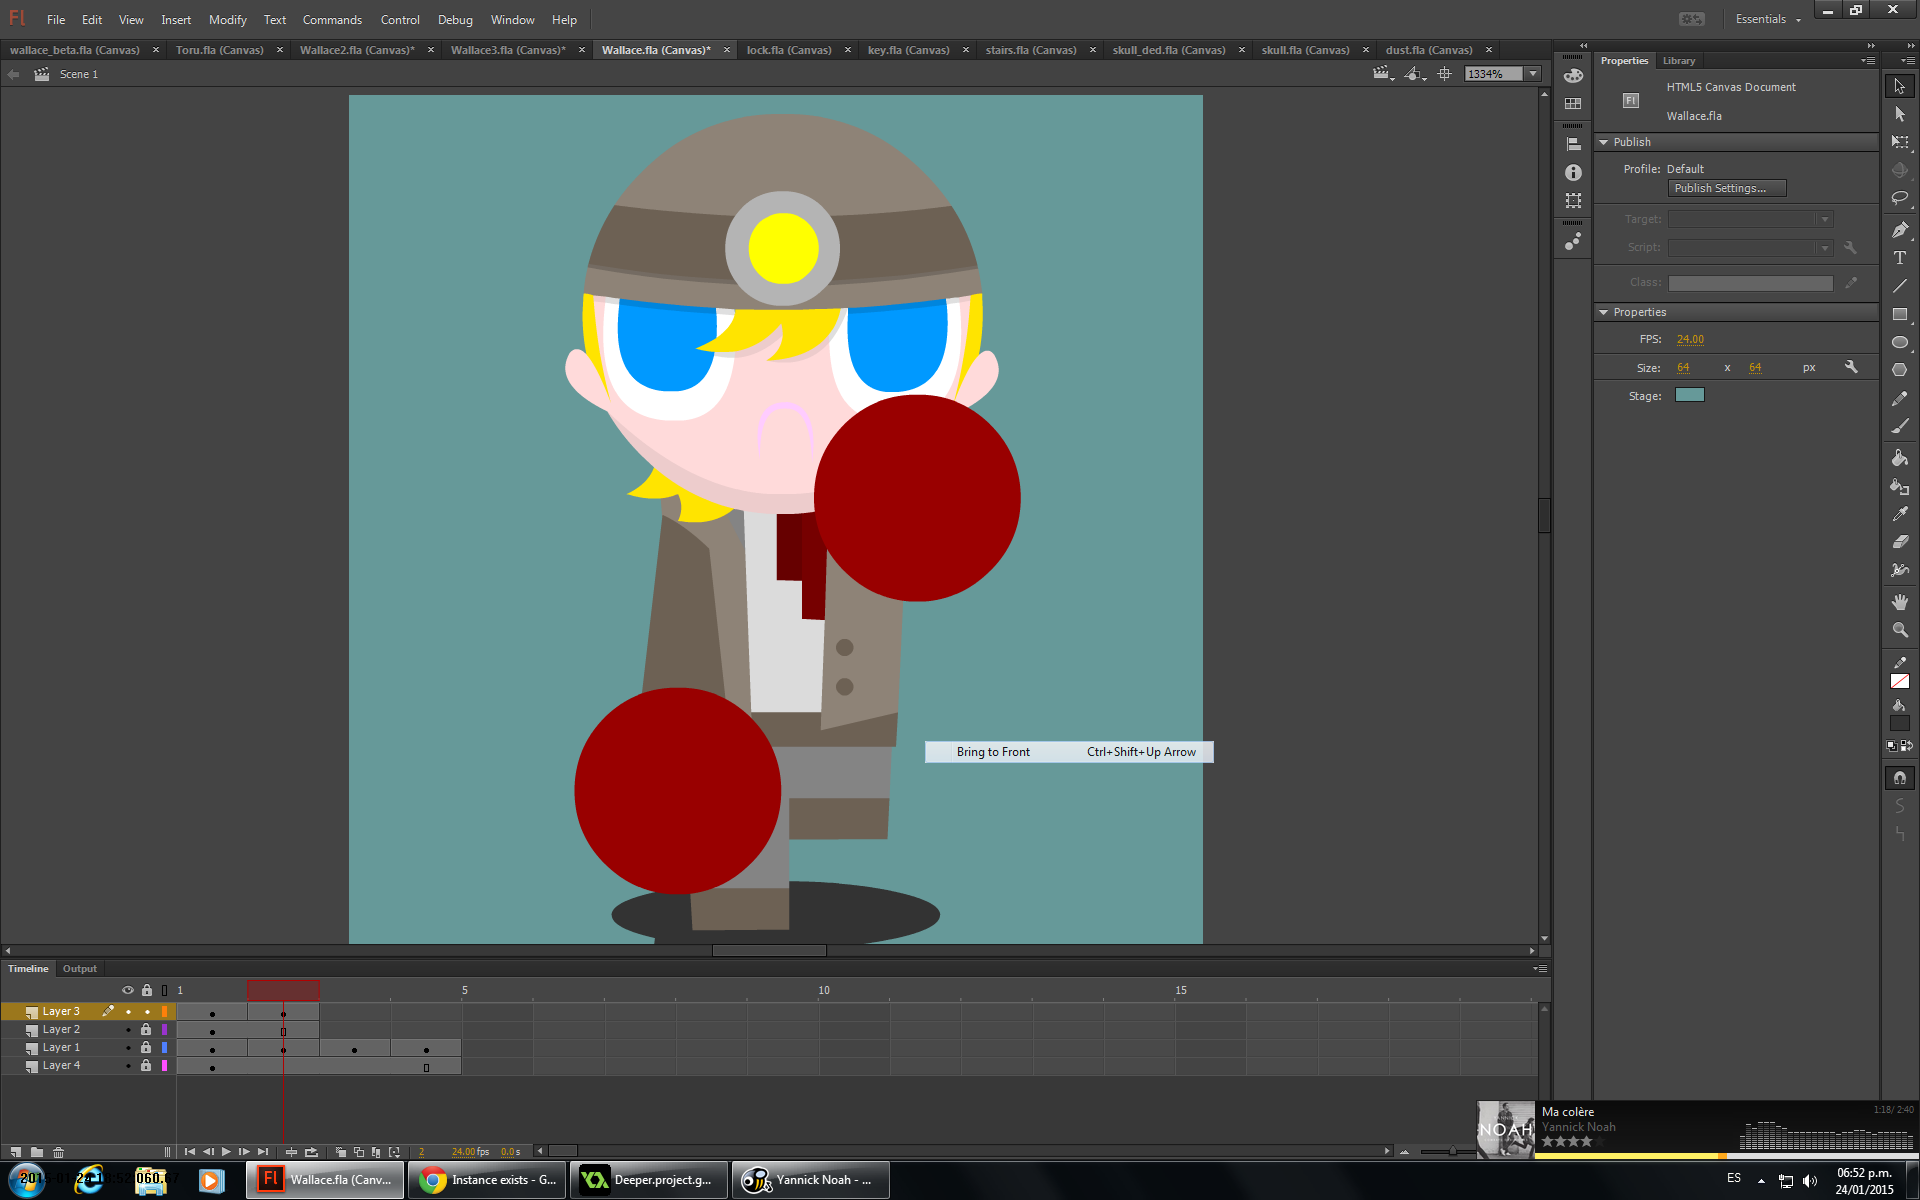 Fl File Edit View Insert Modify Text Commands Control Debug Window Help Essentials
wallace_beta.fla (Canvas) Toru.fla (Canvas) Wallace2.fla (Canvas)* Wallace3.fla (Canvas)* Wallace.fla (Canvas)* lock.fla (Canvas) key.fla (Canvas) stairs.fla (Canvas) skull_ded.fla (Canvas) skull.fla (Canvas) dust.fla (Canvas)
Scene 1 1334%
Properties Library
Fl HTML5 Canvas Document
Wallace.fla
Publish
Profile: Default
Publish Settings...
Target:
Script:
Class:
Properties
FPS: 24.00
Size: 64 x 64 px
Stage:
Bring to Front Ctrl+Shift+Up Arrow
Timeline Output
1 5 10 15
Layer 3
Layer 2
Layer 1
Layer 4
2 24.00 fps 0.0 s
NOAH
Ma colère 1:18/ 2:40
Yannick Noah
Wallace.fla (Canv... Instance exists - G... Deeper.project.g... Yannick Noah - ...
ES 06:52 p.m.
24/01/2015